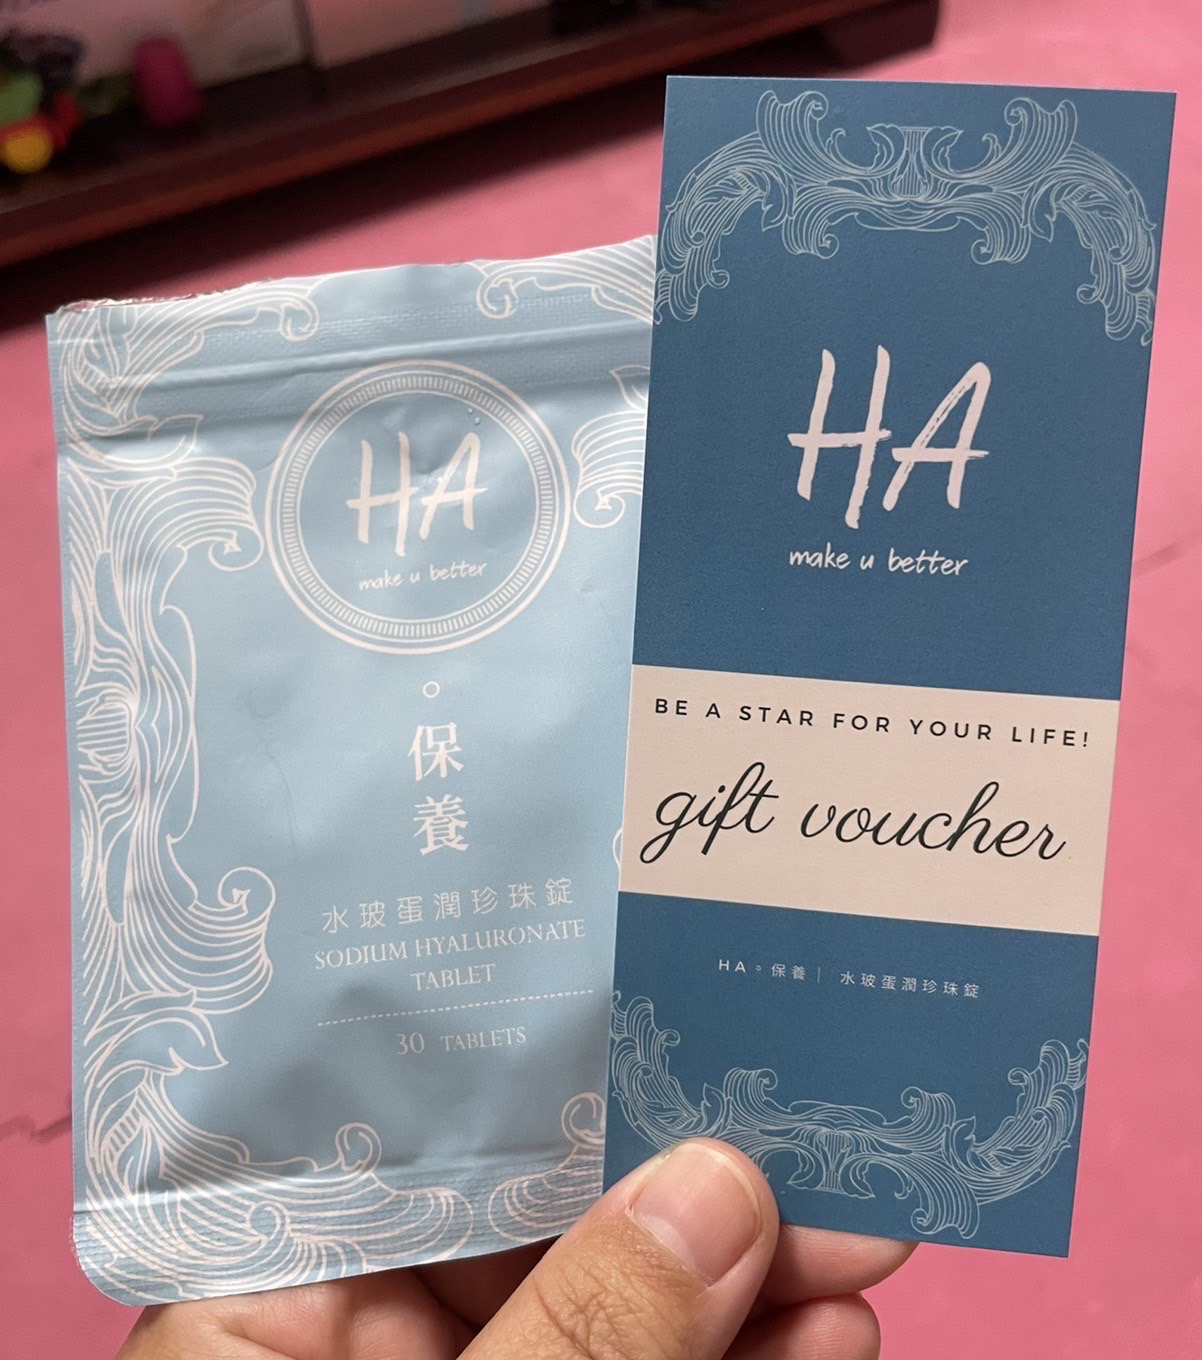 HA
make u better
。保養
水玻蛋潤珍珠錠
SODIUM HYALURONATE
TABLET
30 TABLETS
HA
make u better
BE A STAR FOR YOUR LIFE!
gift voucher
HA。保養｜ 水玻蛋潤珍珠錠